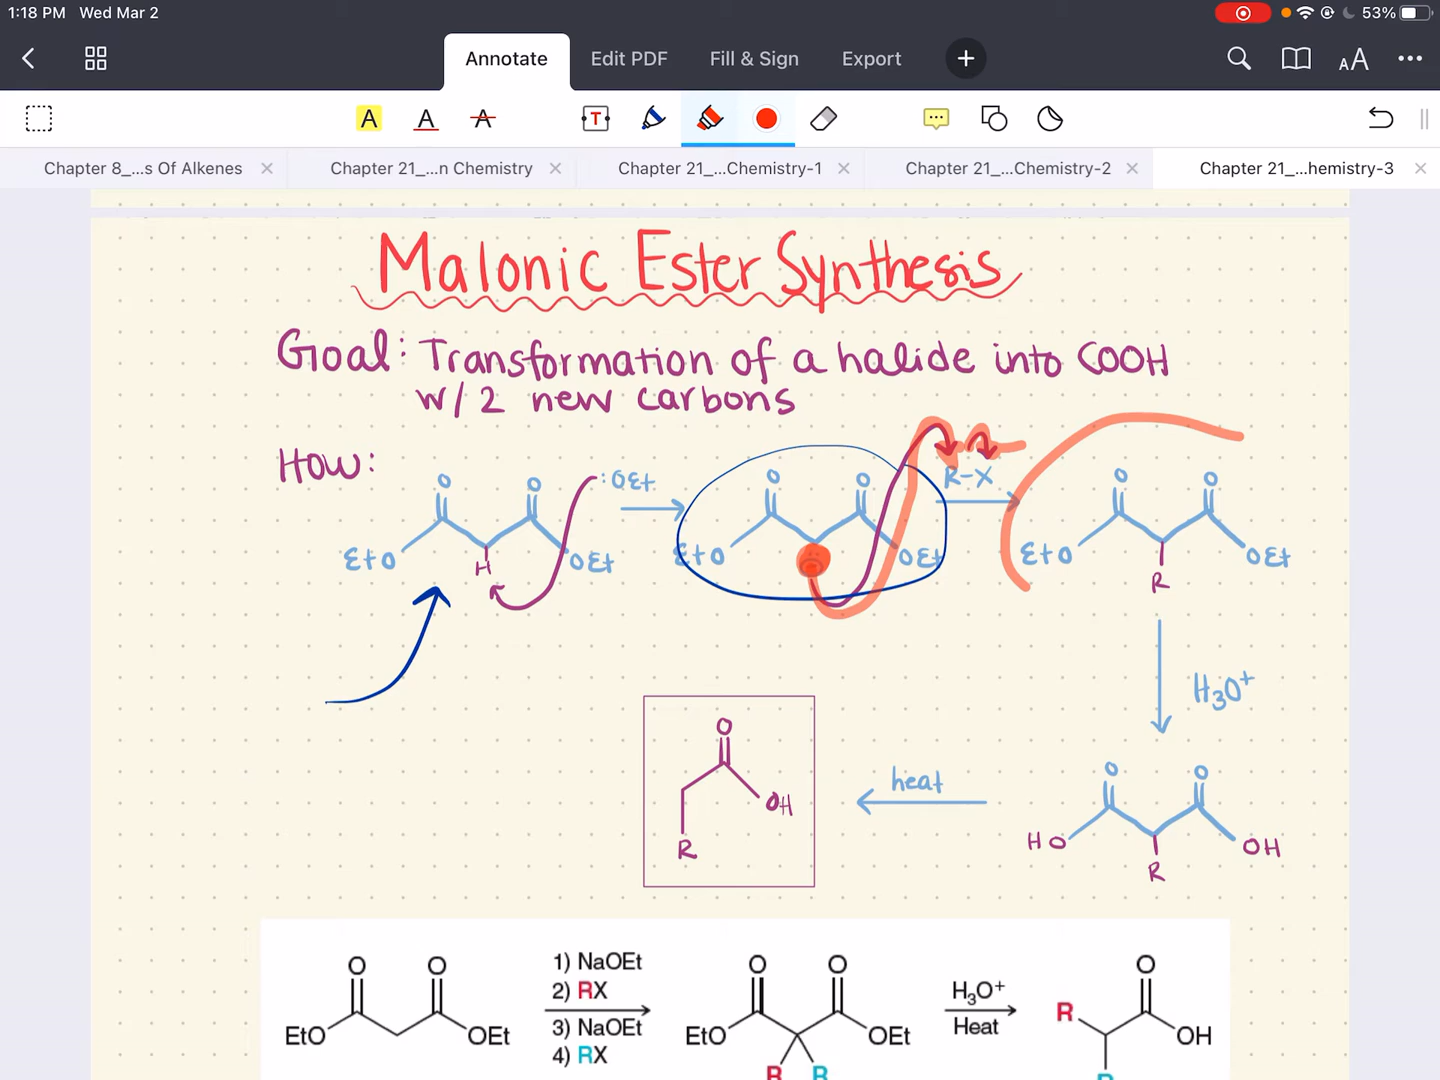 1:18 PM Wed Mar 2
53%
Annotate Edit PDF Fill & Sign Export +
A A A T AA
Chapter 8_...s Of Alkenes Chapter 21_...n Chemistry Chapter 21_...Chemistry-1 Chapter 21_...Chemistry-2 Chapter 21_...hemistry-3
Malonic Ester Synthesis
Goal: Transformation of a halide into COOH
w/ 2 new carbons
How:
O O :OEt O O R-X O O
EtO OEt EtO OEt EtO OEt
H R
H3O+
O
OH
R
heat
O O
HO OH
R
O O 1) NaOEt O O O
2) RX H3O+ R
EtO OEt 3) NaOEt EtO OEt Heat OH
4) RX R R